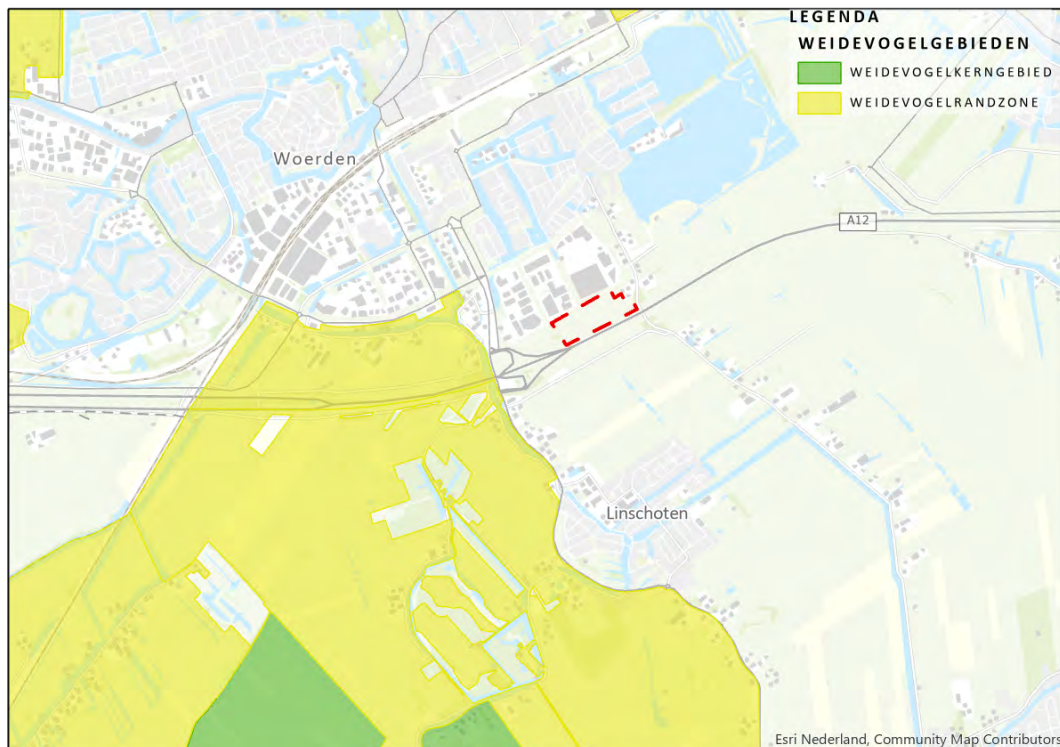 LEGENDA
WEIDEVOGELGEBIEDEN
WEIDEVOGELKERNGEBIED
WEIDEVOGELRANDZONE
Woerden
A12
Linschoten
Esri Nederland, Community Map Contributors